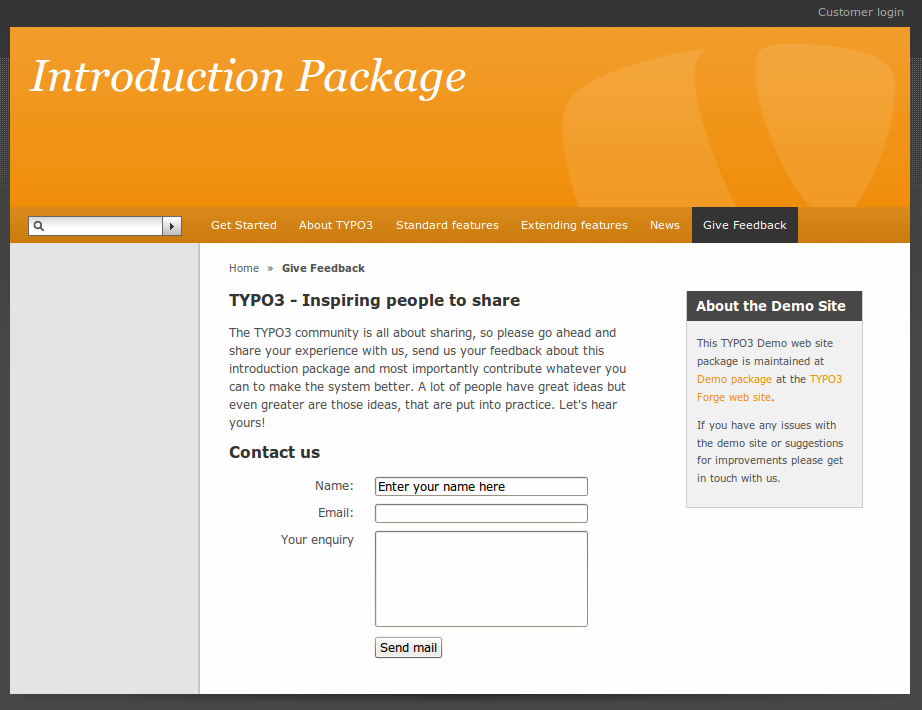 Customer login
Introduction Package
Get Started About TYPO3 Standard features Extending features News Give Feedback
Home » Give Feedback
TYPO3 - Inspiring people to share
The TYPO3 community is all about sharing, so please go ahead and
share your experience with us, send us your feedback about this
introduction package and most importantly contribute whatever you
can to make the system better. A lot of people have great ideas but
even greater are those ideas, that are put into practice. Let's hear
yours!
Contact us
Name: Enter your name here
Email:
Your enquiry
Send mail
About the Demo Site
This TYPO3 Demo web site
package is maintained at
Demo package at the TYPO3
Forge web site.
If you have any issues with
the demo site or suggestions
for improvements please get
in touch with us.